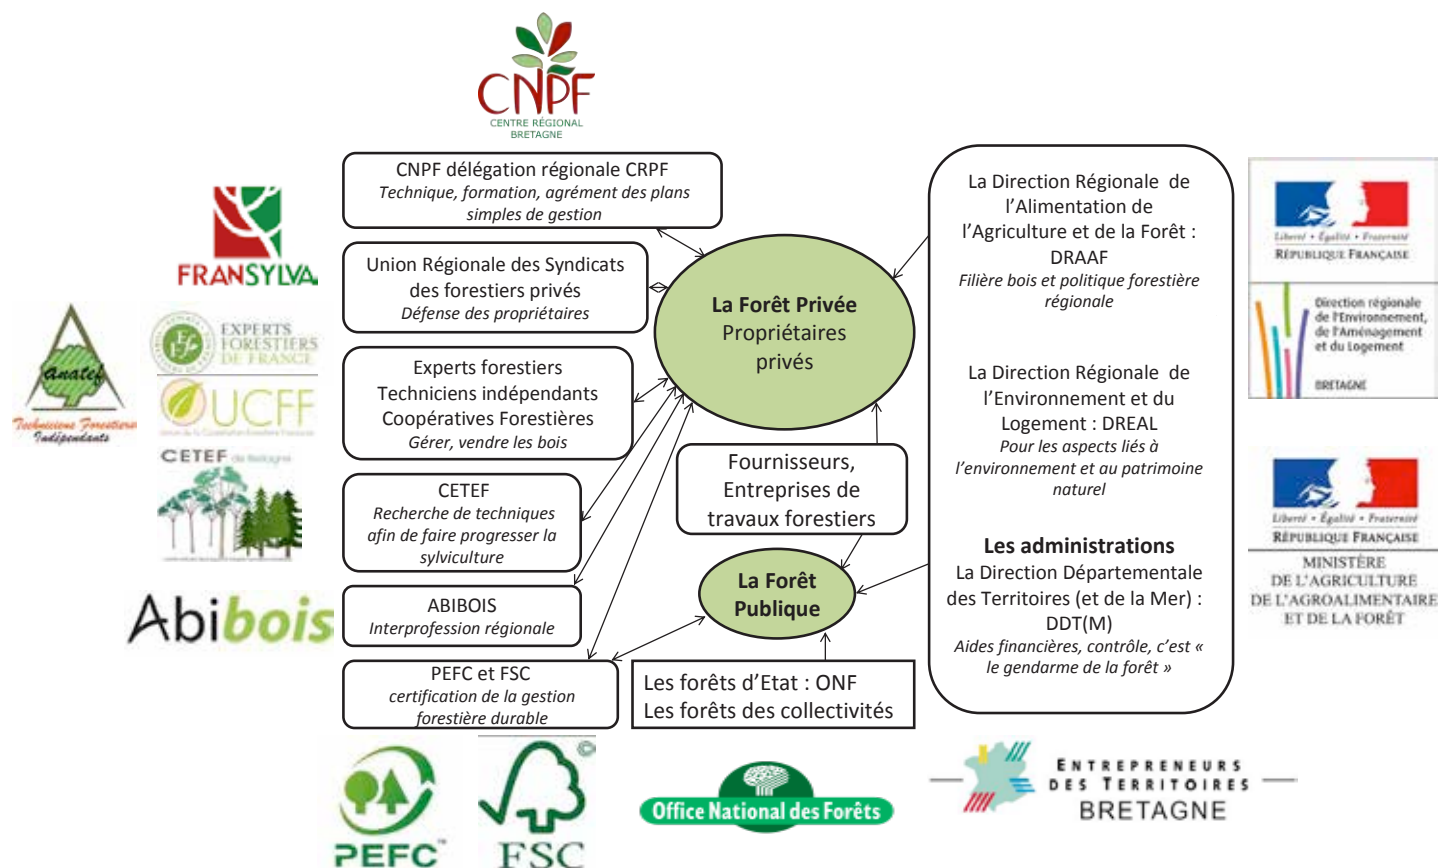 CNPF
CENTRE RÉGIONAL
BRETAGNE
CNPF délégation régionale CRPF
Technique, formation, agrément des plans
simples de gestion
FRANSYLVA
Union Régionale des Syndicats
des forestiers privés
Défense des propriétaires
anatef
Techniciens Forestiers
Indépendants
EXPERTS
FORESTIERS
DE FRANCE
UCFF
Experts forestiers
Techniciens indépendants
Coopératives Forestières
Gérer, vendre les bois
CETEF de Bretagne
CETEF
Recherche de techniques
afin de faire progresser la
sylviculture
Abibois
ABIBOIS
Interprofession régionale
PEFC et FSC
certification de la gestion
forestière durable
La Forêt Privée
Propriétaires
privés
Fournisseurs,
Entreprises de
travaux forestiers
La Forêt
Publique
Les forêts d'Etat : ONF
Les forêts des collectivités
La Direction Régionale de
l'Alimentation de
l'Agriculture et de la Forêt :
DRAAF
Filière bois et politique forestière
régionale
La Direction Régionale de
l'Environnement et du
Logement : DREAL
Pour les aspects liés à
l'environnement et au patrimoine
naturel
Les administrations
La Direction Départementale
des Territoires (et de la Mer) :
DDT(M)
Aides financières, contrôle, c'est «
le gendarme de la forêt »
Liberté • Égalité • Fraternité
RÉPUBLIQUE FRANÇAISE
Direction régionale
de l'Environnement,
de l'Aménagement
et du Logement
BRETAGNE
Liberté • Égalité • Fraternité
RÉPUBLIQUE FRANÇAISE
MINISTÈRE
DE L'AGRICULTURE
DE L'AGROALIMENTAIRE
ET DE LA FORÊT
PEFC
©
FSC
Office National des Forêts
ENTREPRENEURS
DES TERRITOIRES
BRETAGNE